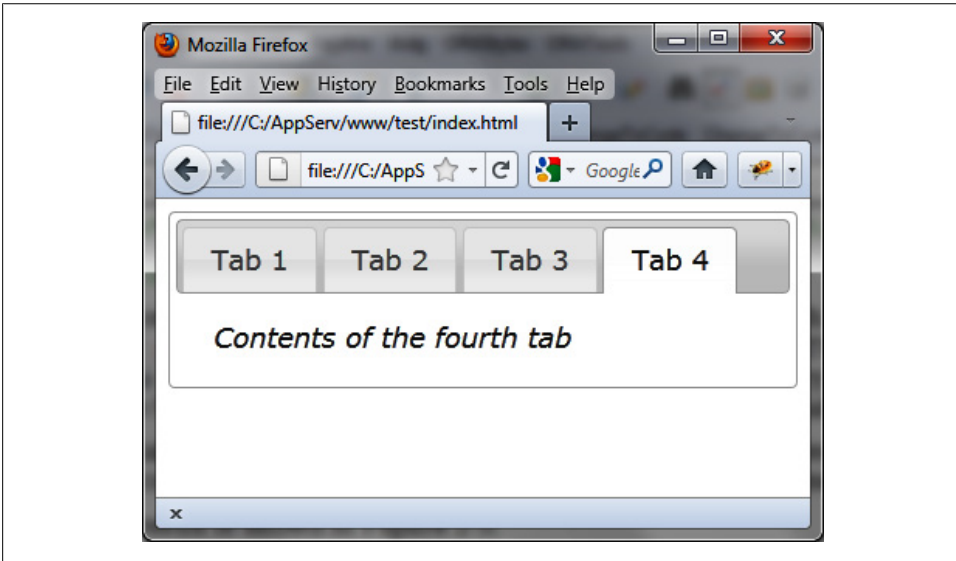 Mozilla Firefox
File Edit View History Bookmarks Tools Help
file:///C:/AppServ/www/test/index.html +
file:///C:/AppS Google
Tab 1 Tab 2 Tab 3 Tab 4
Contents of the fourth tab
x